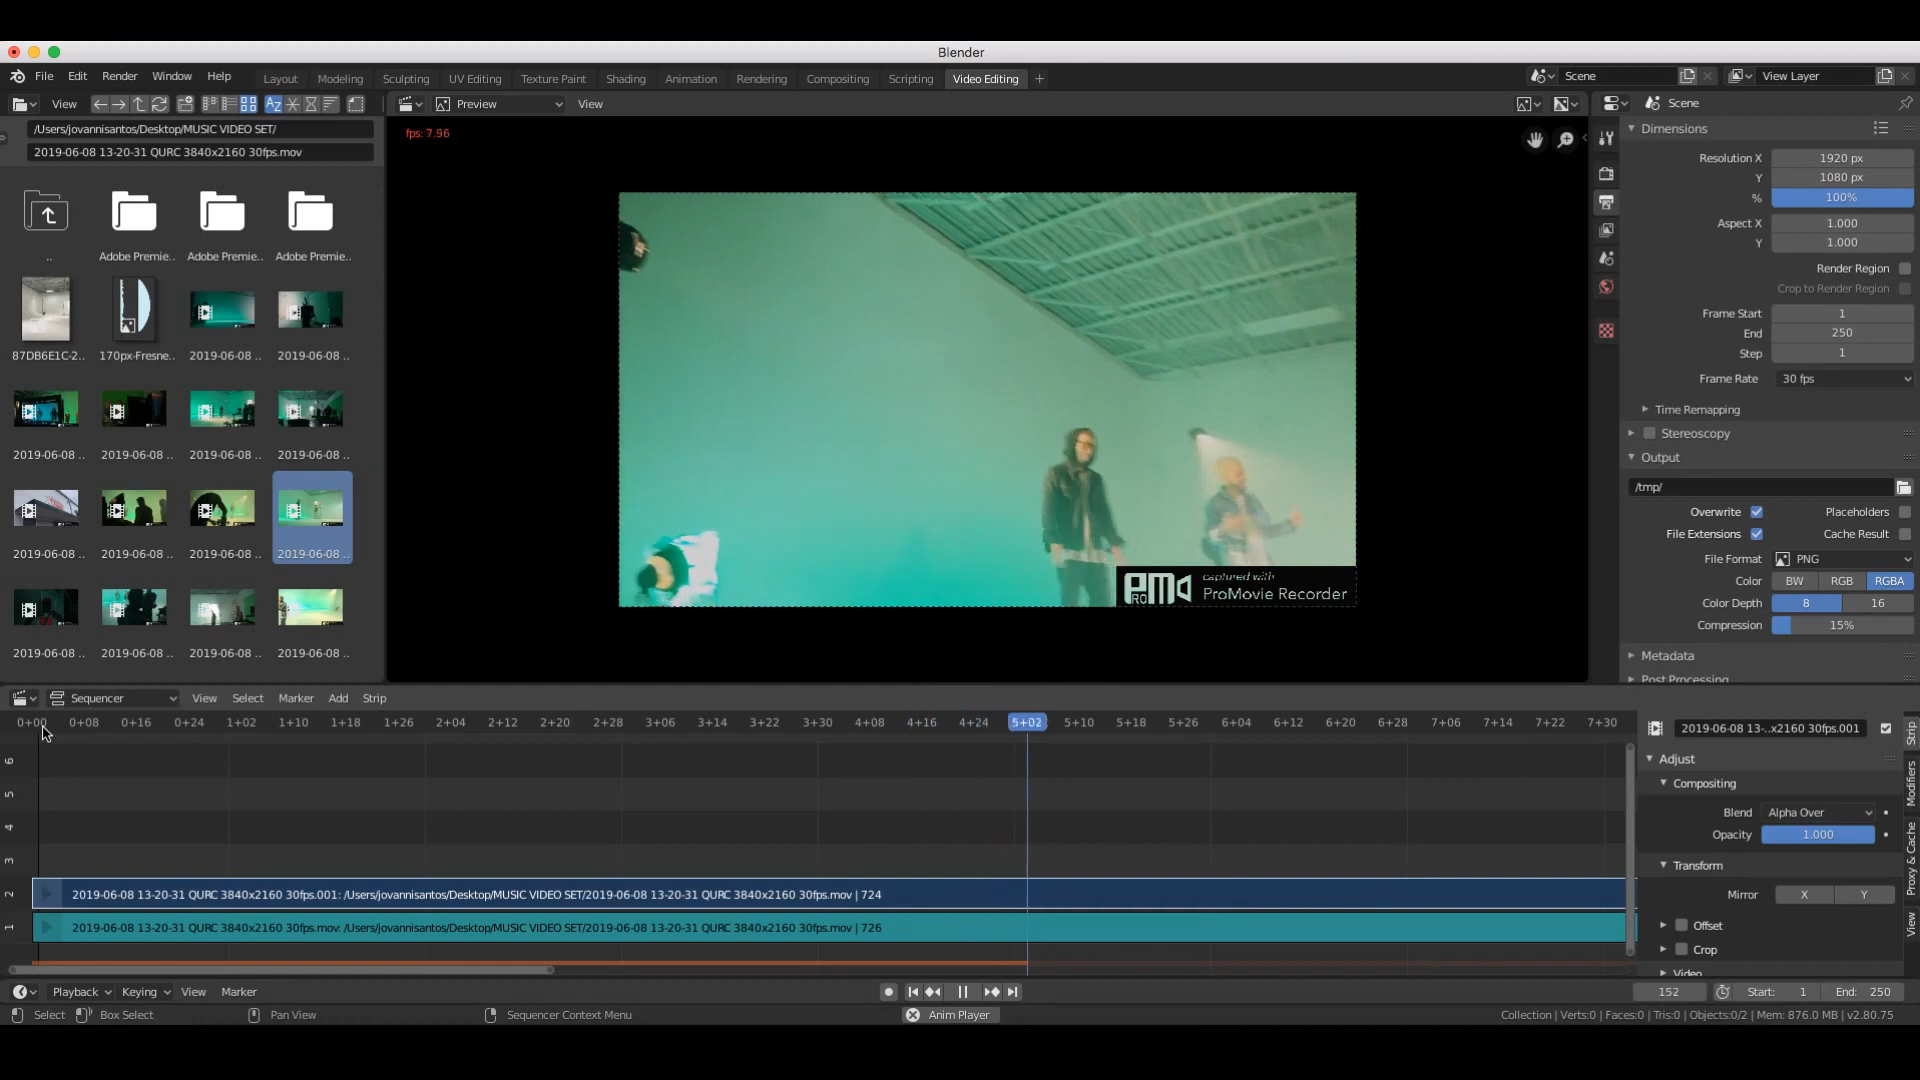 Blender
File Edit Render Window Help
Layout Modeling Sculpting UV Editing Texture Paint Shading Animation Rendering Compositing Scripting Video Editing +
Scene View Layer
View
Preview View
Scene
/Users/jovannisantos/Desktop/MUSIC VIDEO SET/
2019-06-08 13-20-31 QURC 3840x2160 30fps.mov
fps: 7.96
.. Adobe Premie.. Adobe Premie.. Adobe Premie..
87DB6E1C-2.. 170px-Fresne.. 2019-06-08 .. 2019-06-08 ..
2019-06-08 .. 2019-06-08 .. 2019-06-08 .. 2019-06-08 ..
2019-06-08 .. 2019-06-08 .. 2019-06-08 .. 2019-06-08 ..
2019-06-08 .. 2019-06-08 .. 2019-06-08 .. 2019-06-08 ..
PRO M captured with
ProMovie Recorder
Dimensions
Resolution X 1920 px
Y 1080 px
% 100%
Aspect X 1.000
Y 1.000
Render Region
Crop to Render Region
Frame Start 1
End 250
Step 1
Frame Rate 30 fps
Time Remapping
Stereoscopy
Output
/tmp/
Overwrite Placeholders
File Extensions Cache Result
File Format PNG
Color BW RGB RGBA
Color Depth 8 16
Compression 15%
Metadata
Post Processing
Sequencer View Select Marker Add Strip
0+00 0+08 0+16 0+24 1+02 1+10 1+18 1+26 2+04 2+12 2+20 2+28 3+06 3+14 3+22 3+30 4+08 4+16 4+24 5+02 5+10 5+18 5+26 6+04 6+12 6+20 6+28 7+06 7+14 7+22 7+30
6
5
4
3
2 2019-06-08 13-20-31 QURC 3840x2160 30fps.001: /Users/jovannisantos/Desktop/MUSIC VIDEO SET/2019-06-08 13-20-31 QURC 3840x2160 30fps.mov | 724
1 2019-06-08 13-20-31 QURC 3840x2160 30fps.mov: /Users/jovannisantos/Desktop/MUSIC VIDEO SET/2019-06-08 13-20-31 QURC 3840x2160 30fps.mov | 726
2019-06-08 13-..x2160 30fps.001
Adjust
Compositing
Blend Alpha Over
Opacity 1.000
Transform
Mirror X Y
Offset
Crop
Video
Strip
Modifiers
Proxy & Cache
View
Playback Keying View Marker
152 Start: 1 End: 250
Select Box Select Pan View Sequencer Context Menu Anim Player
Collection | Verts:0 | Faces:0 | Tris:0 | Objects:0/2 | Mem: 876.0 MB | v2.80.75